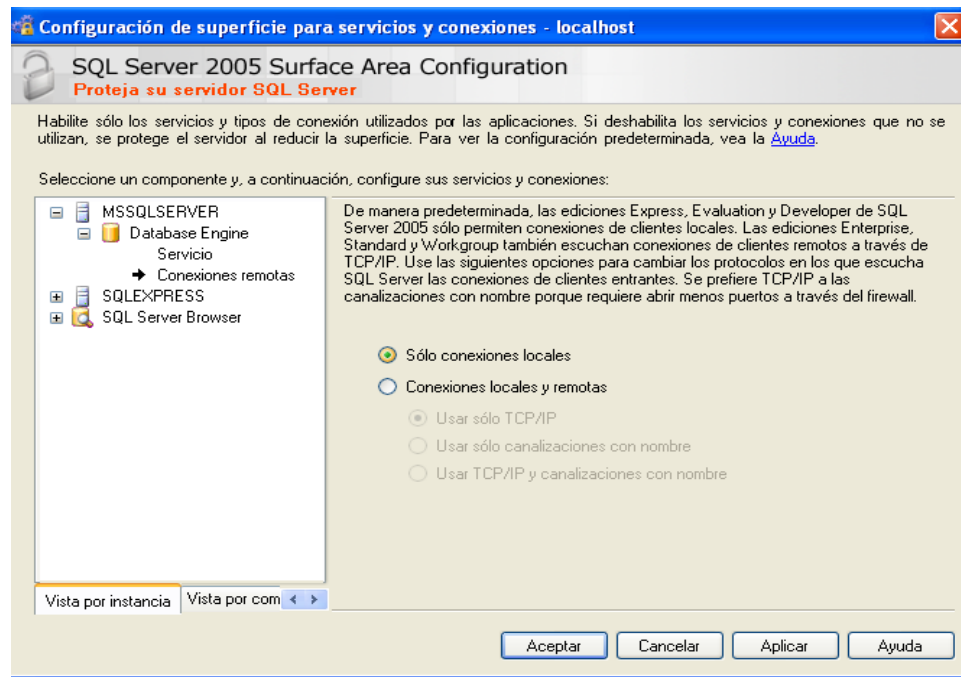 Configuración de superficie para servicios y conexiones - localhost
SQL Server 2005 Surface Area Configuration
Proteja su servidor SQL Server
Habilite sólo los servicios y tipos de conexión utilizados por las aplicaciones. Si deshabilita los servicios y conexiones que no se
utilizan, se protege el servidor al reducir la superficie. Para ver la configuración predeterminada, vea la Ayuda.
Seleccione un componente y, a continuación, configure sus servicios y conexiones:
MSSQLSERVER
Database Engine
Servicio
Conexiones remotas
SQLEXPRESS
SQL Server Browser
Vista por instancia
Vista por com
De manera predeterminada, las ediciones Express, Evaluation y Developer de SQL
Server 2005 sólo permiten conexiones de clientes locales. Las ediciones Enterprise,
Standard y Workgroup también escuchan conexiones de clientes remotos a través de
TCP/IP. Use las siguientes opciones para cambiar los protocolos en los que escucha
SQL Server las conexiones de clientes entrantes. Se prefiere TCP/IP a las
canalizaciones con nombre porque requiere abrir menos puertos a través del firewall.
Sólo conexiones locales
Conexiones locales y remotas
Usar sólo TCP/IP
Usar sólo canalizaciones con nombre
Usar TCP/IP y canalizaciones con nombre
Aceptar
Cancelar
Aplicar
Ayuda